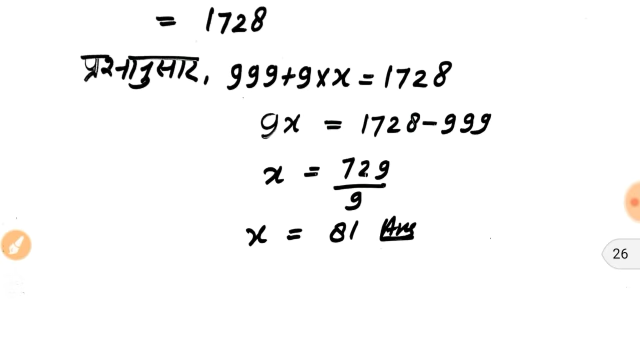 = 1728
प्रश्नानुसार, 999+9×x=1728
9x = 1728-999
x = 729/9
x = 81 Ans
26